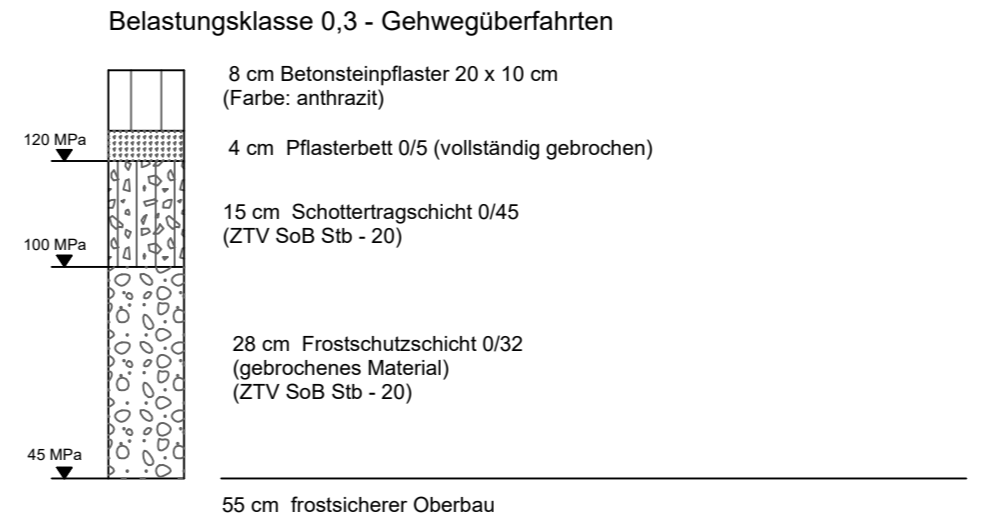 Belastungsklasse 0,3 - Gehwegüberfahrten
8 cm Betonsteinpflaster 20 x 10 cm
(Farbe: anthrazit)
120 MPa
4 cm Pflasterbett 0/5 (vollständig gebrochen)
15 cm Schottertragschicht 0/45
(ZTV SoB Stb - 20)
100 MPa
28 cm Frostschutzschicht 0/32
(gebrochenes Material)
(ZTV SoB Stb - 20)
45 MPa
55 cm frostsicherer Oberbau